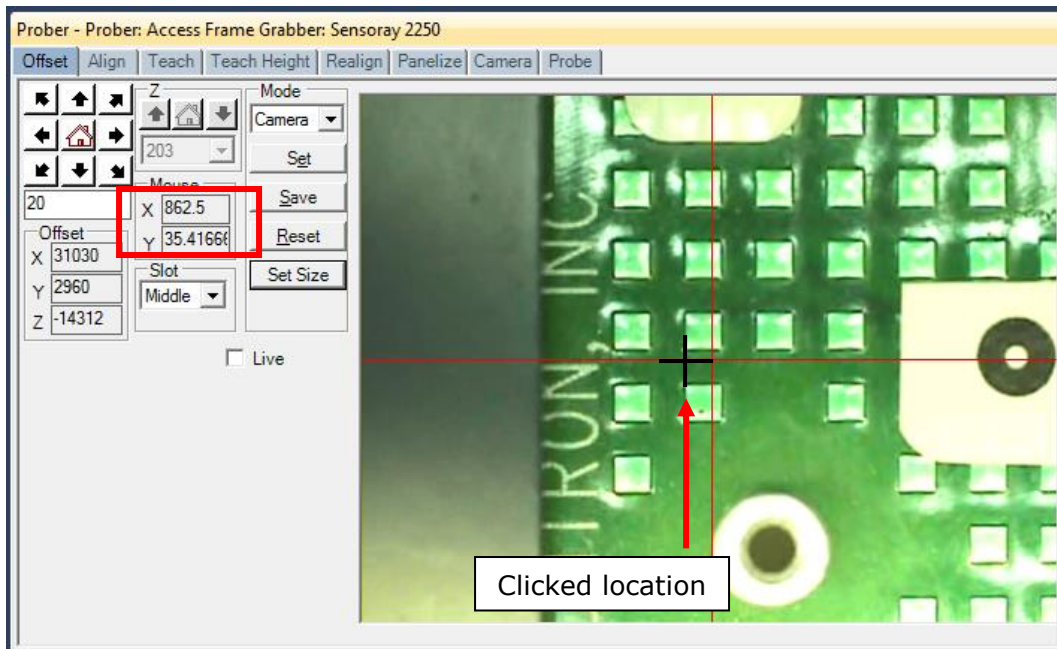 Prober - Prober: Access Frame Grabber: Sensoray 2250
Offset Align Teach Teach Height Realign Panelize Camera Probe
Z
203
Mode
Camera
Set
Save
Reset
Set Size
20
Mouse
X 862.5
Y 35.41666
Offset
X 31030
Y 2960
Z -14312
Slot
Middle
Live
TRON, INC
Clicked location